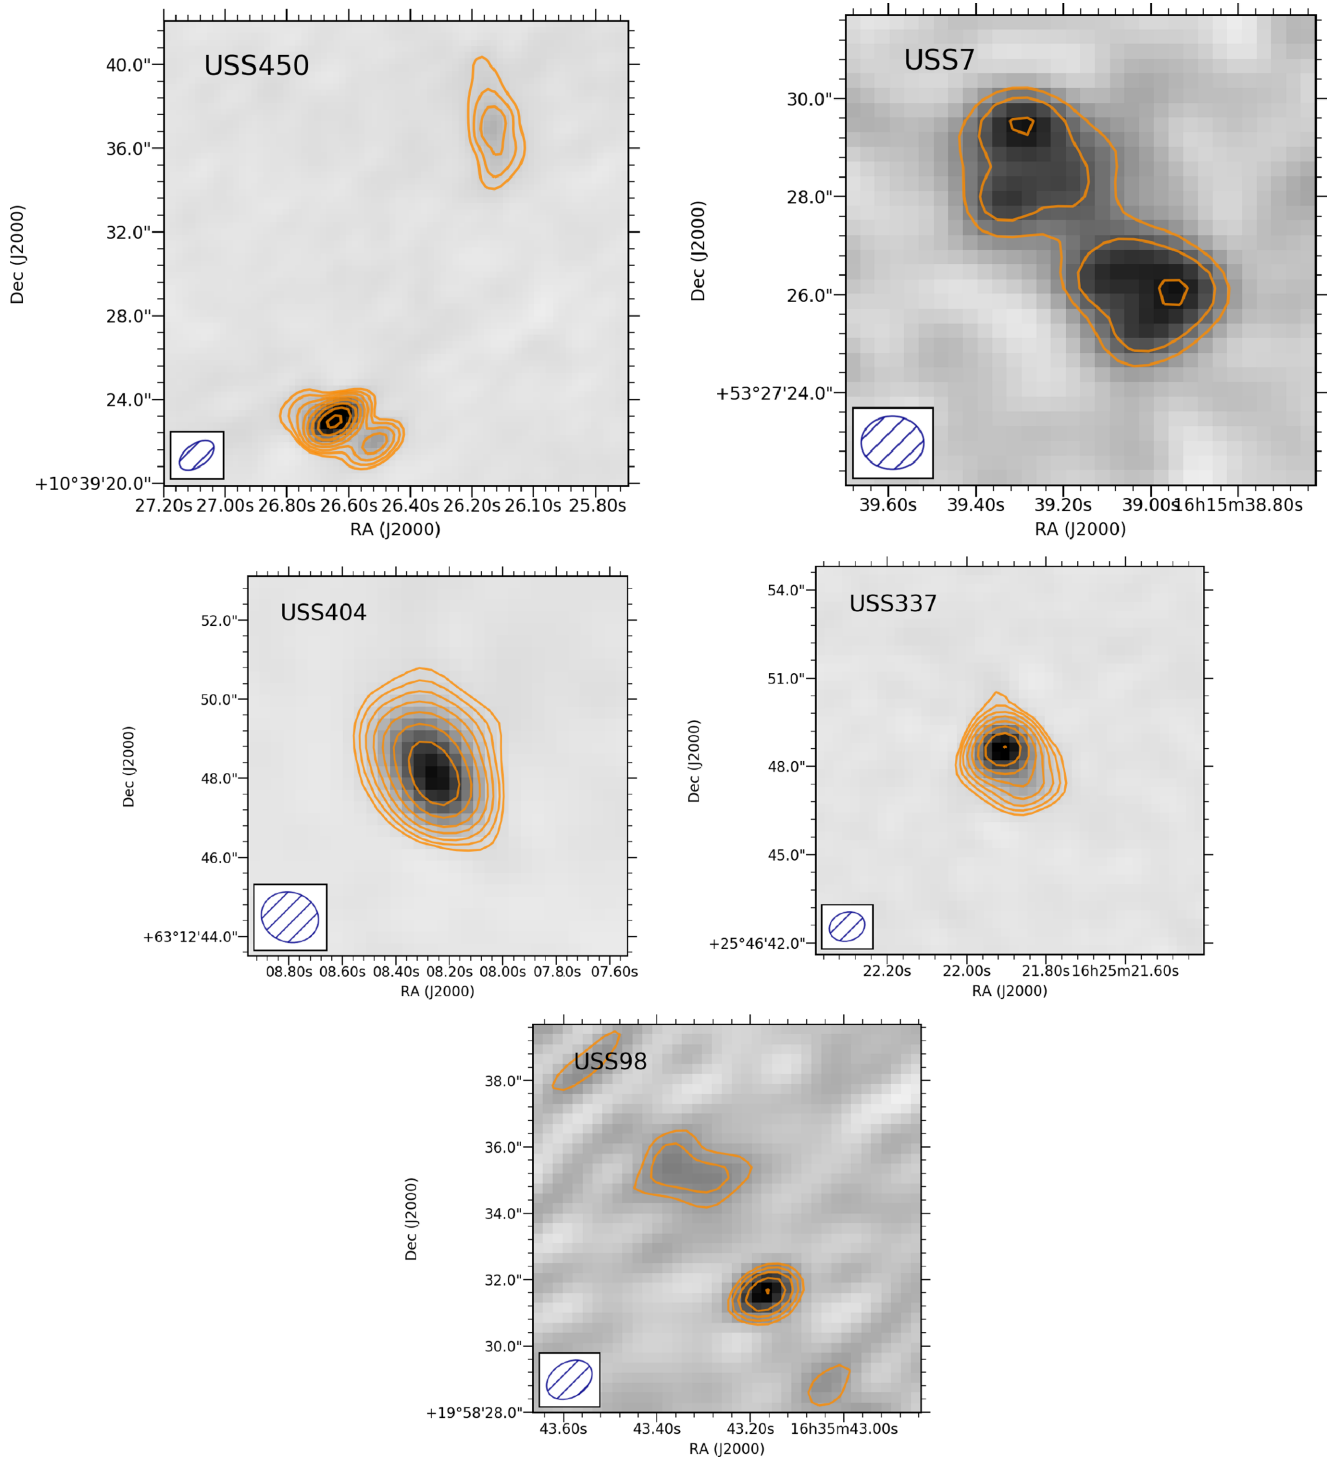 USS450
40.0"
36.0"
32.0"
28.0"
24.0"
+10°39'20.0"
Dec (J2000)
27.20s 27.00s 26.80s 26.60s 26.40s 26.20s 26.10s 25.80s
RA (J2000)
USS7
30.0"
28.0"
26.0"
+53°27'24.0"
Dec (J2000)
39.60s 39.40s 39.20s 39.00s 16h15m38.80s
RA (J2000)
USS404
52.0"
50.0"
48.0"
46.0"
+63°12'44.0"
Dec (J2000)
08.80s 08.60s 08.40s 08.20s 08.00s 07.80s 07.60s
RA (J2000)
USS337
54.0"
51.0"
48.0"
45.0"
+25°46'42.0"
Dec (J2000)
22.20s 22.00s 21.80s 16h25m21.60s
RA (J2000)
USS98
38.0"
36.0"
34.0"
32.0"
30.0"
+19°58'28.0"
Dec (J2000)
43.60s 43.40s 43.20s 16h35m43.00s
RA (J2000)